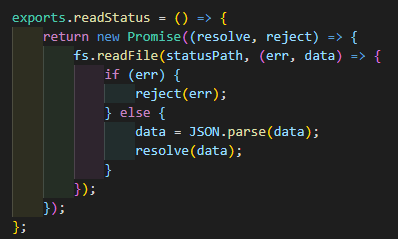 exports.readStatus = () => {
    return new Promise((resolve, reject) => {
        fs.readFile(statusPath, (err, data) => {
            if (err) {
                reject(err);
            } else {
                data = JSON.parse(data);
                resolve(data);
            }
        });
    });
};